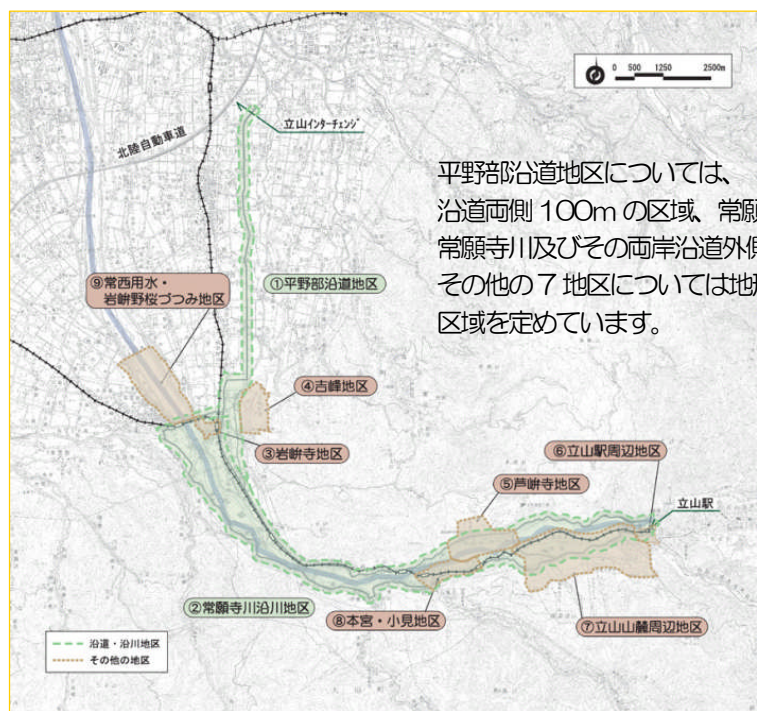 0 500 1250 2500m
立山インターチェンジ
北陸自動車道
平野部沿道地区については、
沿道両側 100m の区域、常願
常願寺川及びその両岸沿道外側
その他の 7 地区については地形
区域を定めています。
⑨常西用水・
岩峅野桜づつみ地区
①平野部沿道地区
④吉峰地区
③岩峅寺地区
⑥立山駅周辺地区
⑤芦峅寺地区
立山駅
②常願寺川沿川地区
⑧本宮・小見地区
⑦立山山麓周辺地区
沿道・沿川地区
その他の地区